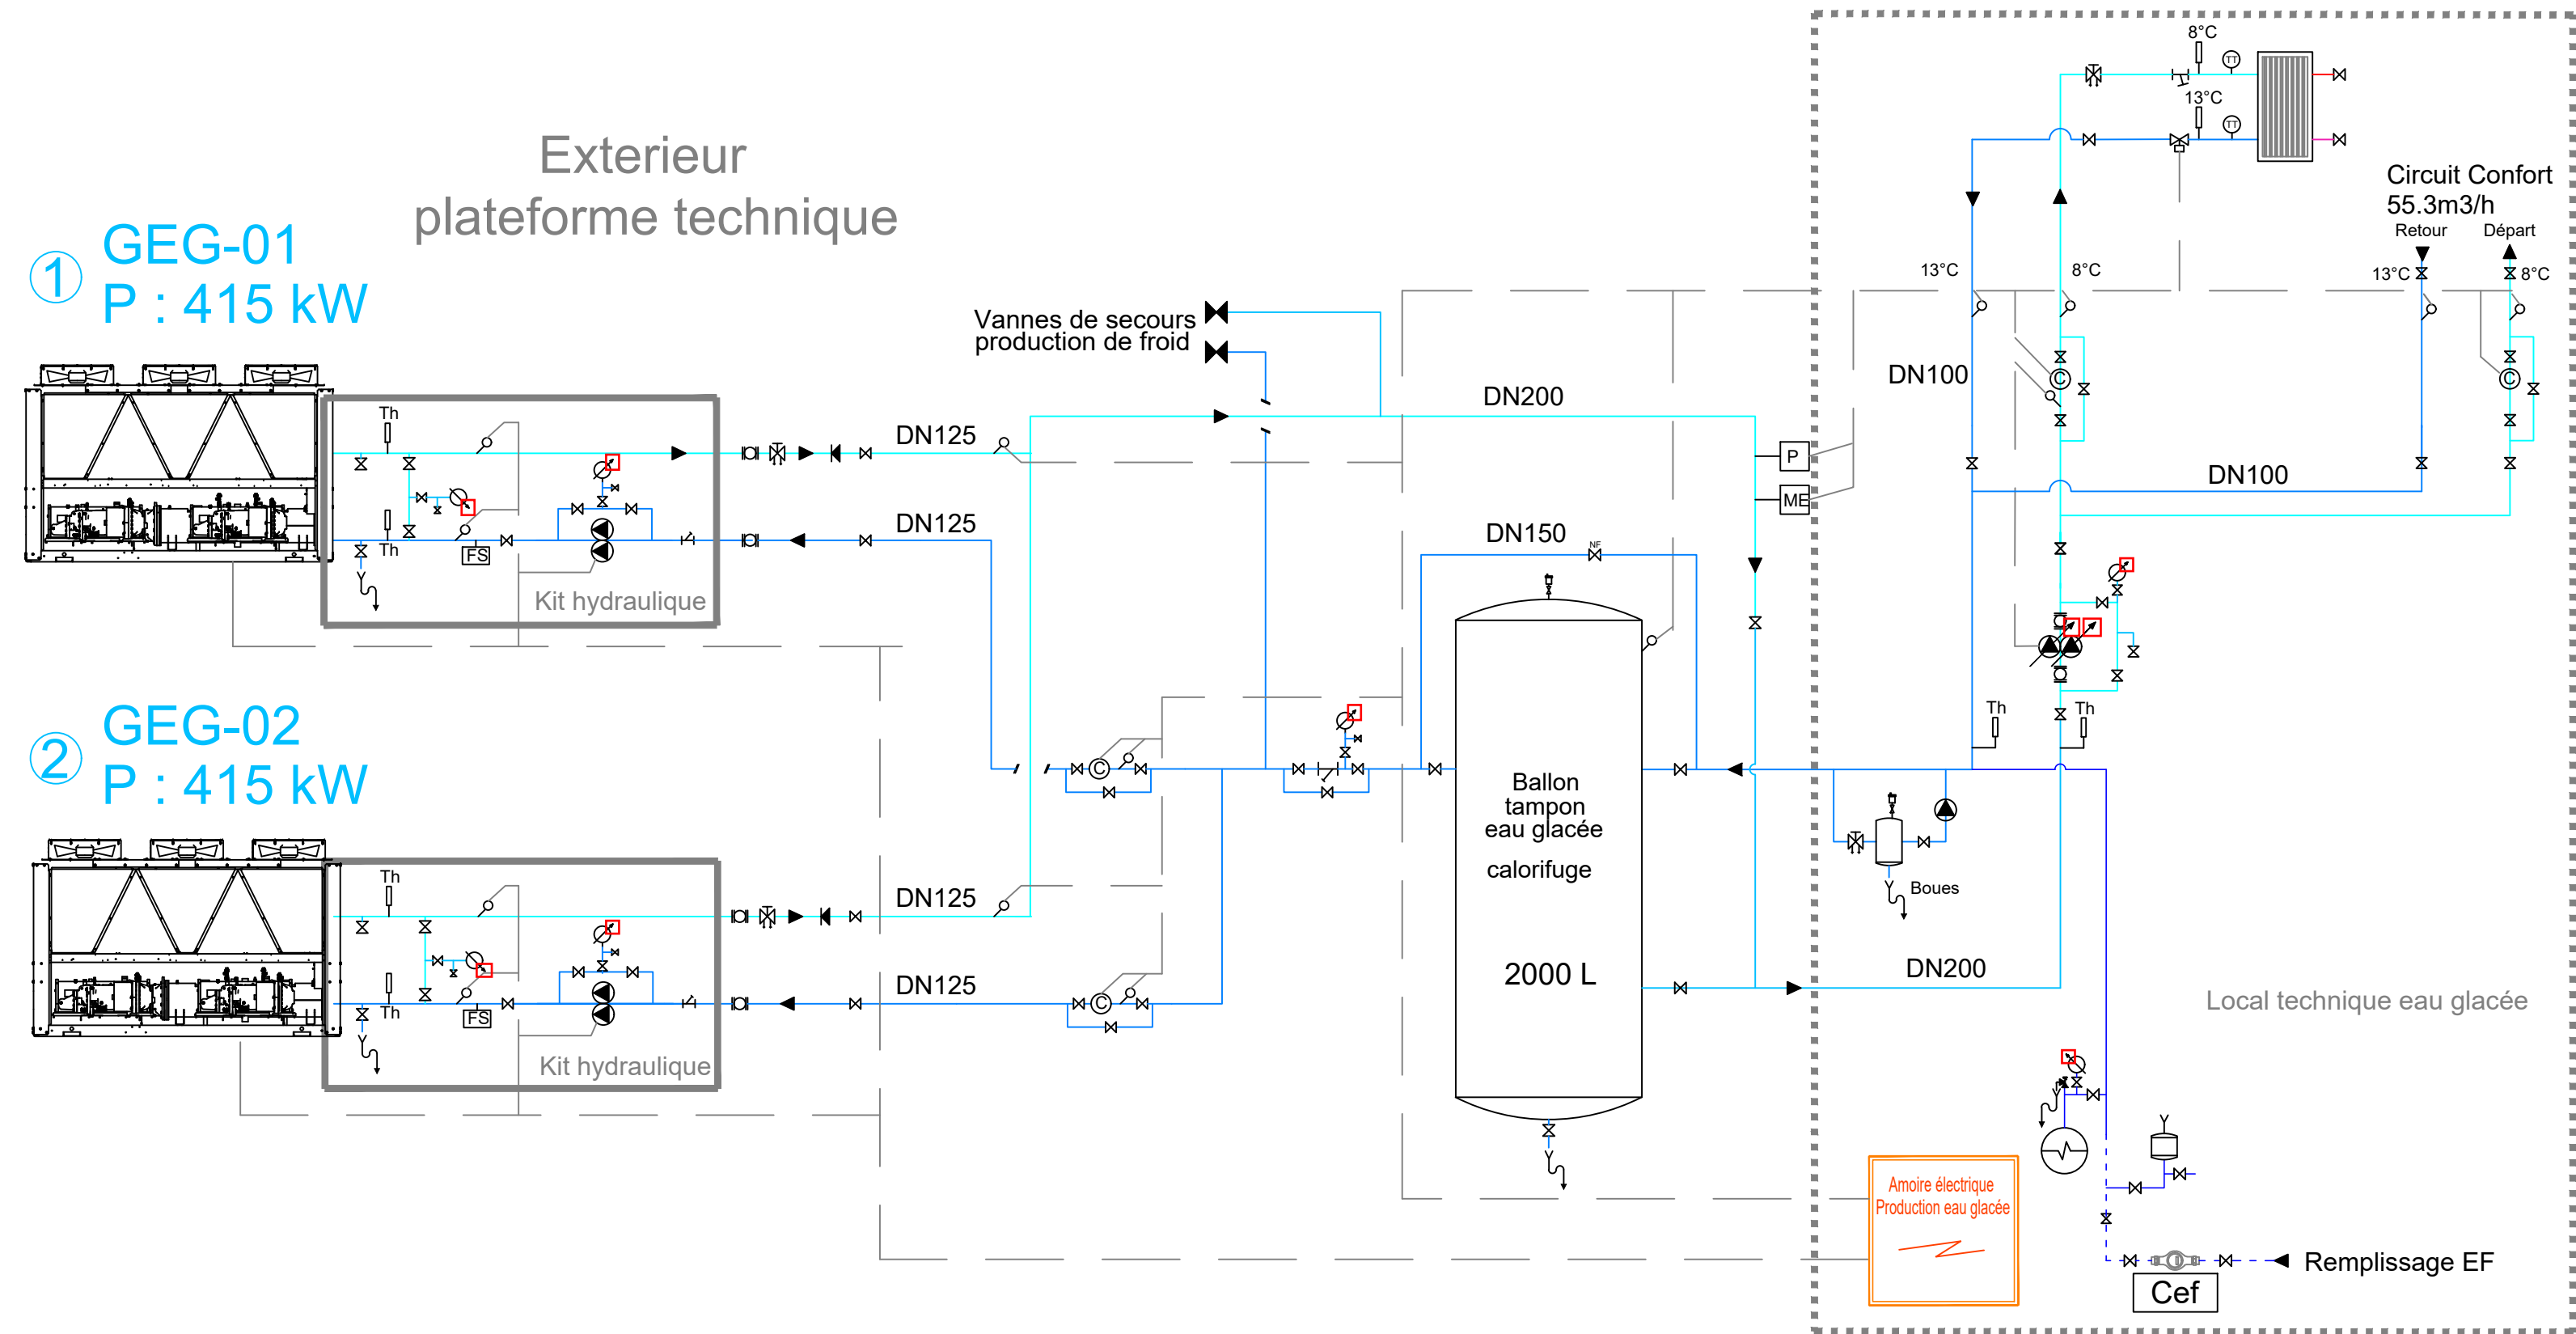 Exterieur
plateforme technique
1
GEG-01
P : 415 kW
Th
Th
FS
Kit hydraulique
DN125
DN125
Vannes de secours
production de froid
DN200
DN150
NF
P
ME
8°C
TT
13°C
TT
Circuit Confort
55.3m3/h
Retour
Départ
13°C
8°C
13°C
8°C
DN100
C
C
DN100
2
GEG-02
P : 415 kW
Th
Th
FS
Kit hydraulique
DN125
DN125
C
C
Ballon
tampon
eau glacée
calorifuge
2000 L
Th
Th
Boues
DN200
Local technique eau glacée
Amoire électrique
Production eau glacée
Remplissage EF
Cef